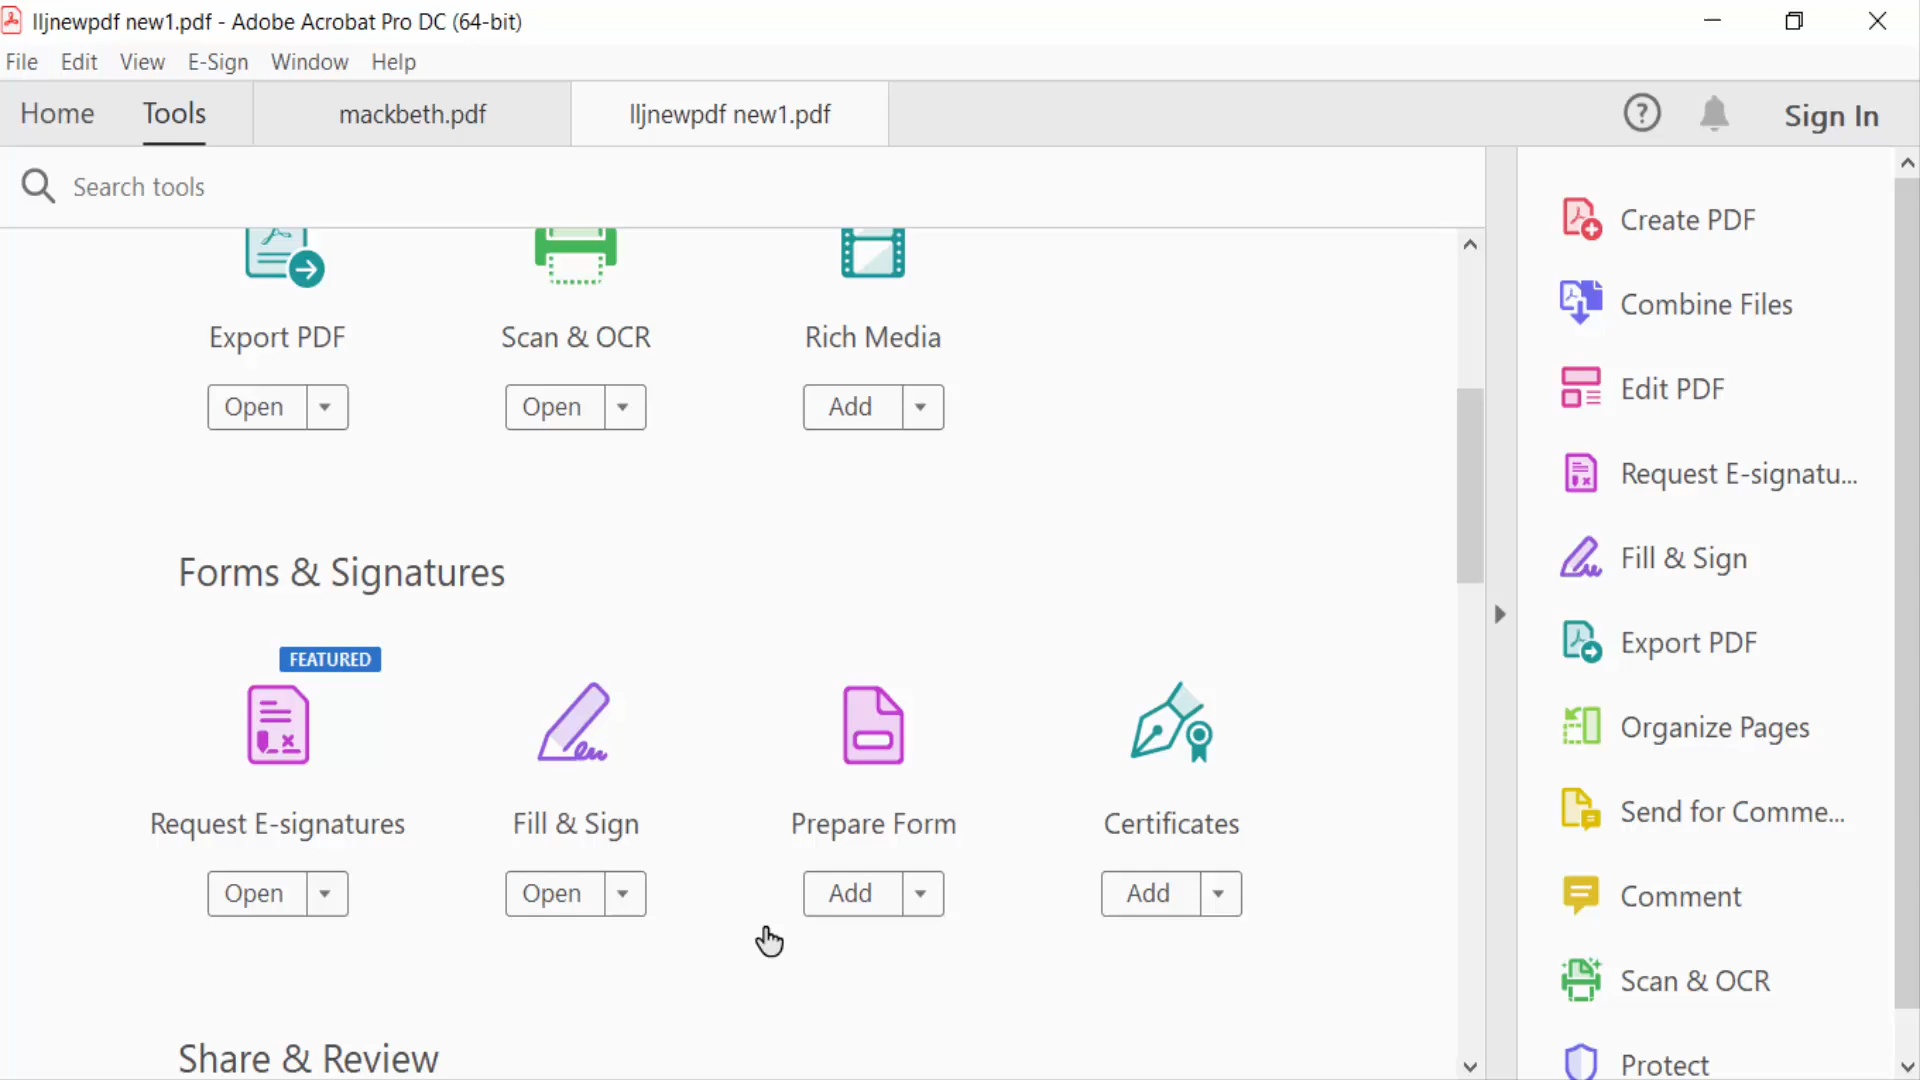 lljnewpdf new1.pdf - Adobe Acrobat Pro DC (64-bit)
File Edit View E-Sign Window Help
Home Tools mackbeth.pdf lljnewpdf new1.pdf Sign In
Search tools
Export PDF Scan & OCR Rich Media
Open Open Add
Forms & Signatures
FEATURED
Request E-signatures Fill & Sign Prepare Form Certificates
Open Open Add Add
Share & Review
Create PDF
Combine Files
Edit PDF
Request E-signatu...
Fill & Sign
Export PDF
Organize Pages
Send for Comme...
Comment
Scan & OCR
Protect